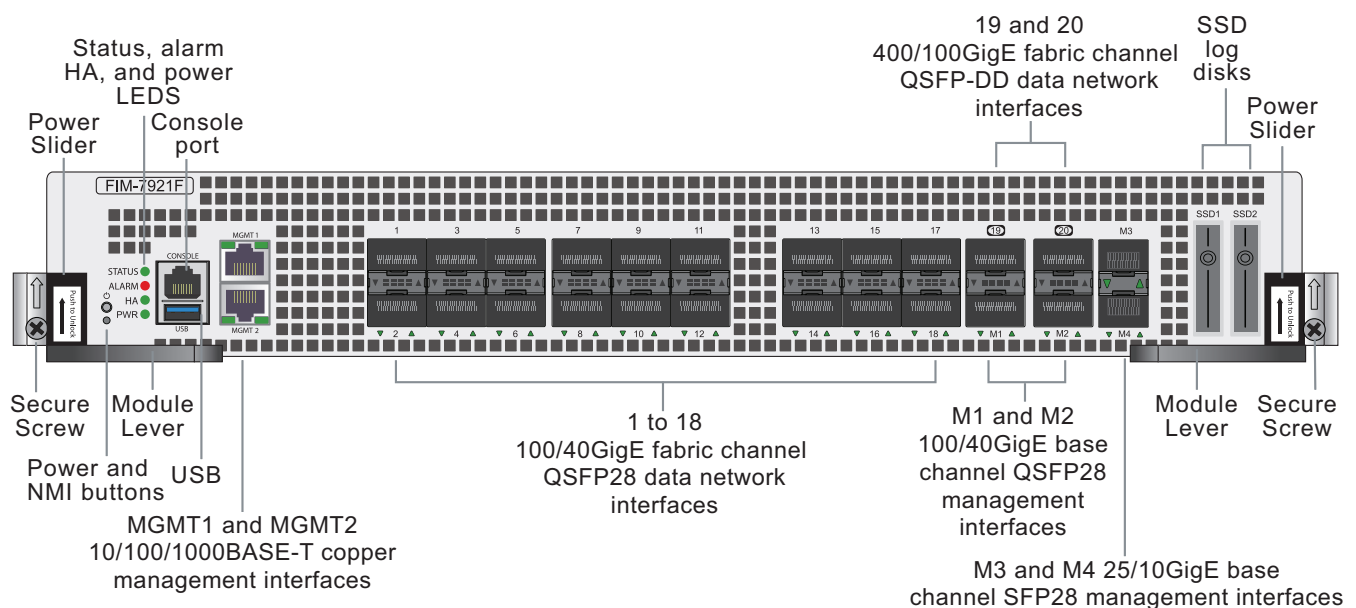 19 and 20
400/100GigE fabric channel
QSFP-DD data network
interfaces
SSD
log
disks
Status, alarm
HA, and power
LEDS
Power
Slider
Console
port
Power
Slider
FIM-7921F
SSD1 SSD2
MGMT 1
1 3 5 7 9 11 13 15 17 19 20 M3
CONSOLE
STATUS
ALARM
HA
PWR
Push to Unlock
Push to Unlock
USB
MGMT 2
2 4 6 8 10 12 14 16 18 M1 M2 M4
Secure
Screw
Module
Lever
Power and
NMI buttons
USB
MGMT1 and MGMT2
10/100/1000BASE-T copper
management interfaces
1 to 18
100/40GigE fabric channel
QSFP28 data network
interfaces
M1 and M2
100/40GigE base
channel QSFP28
management
interfaces
M3 and M4 25/10GigE base
channel SFP28 management interfaces
Module
Lever
Secure
Screw